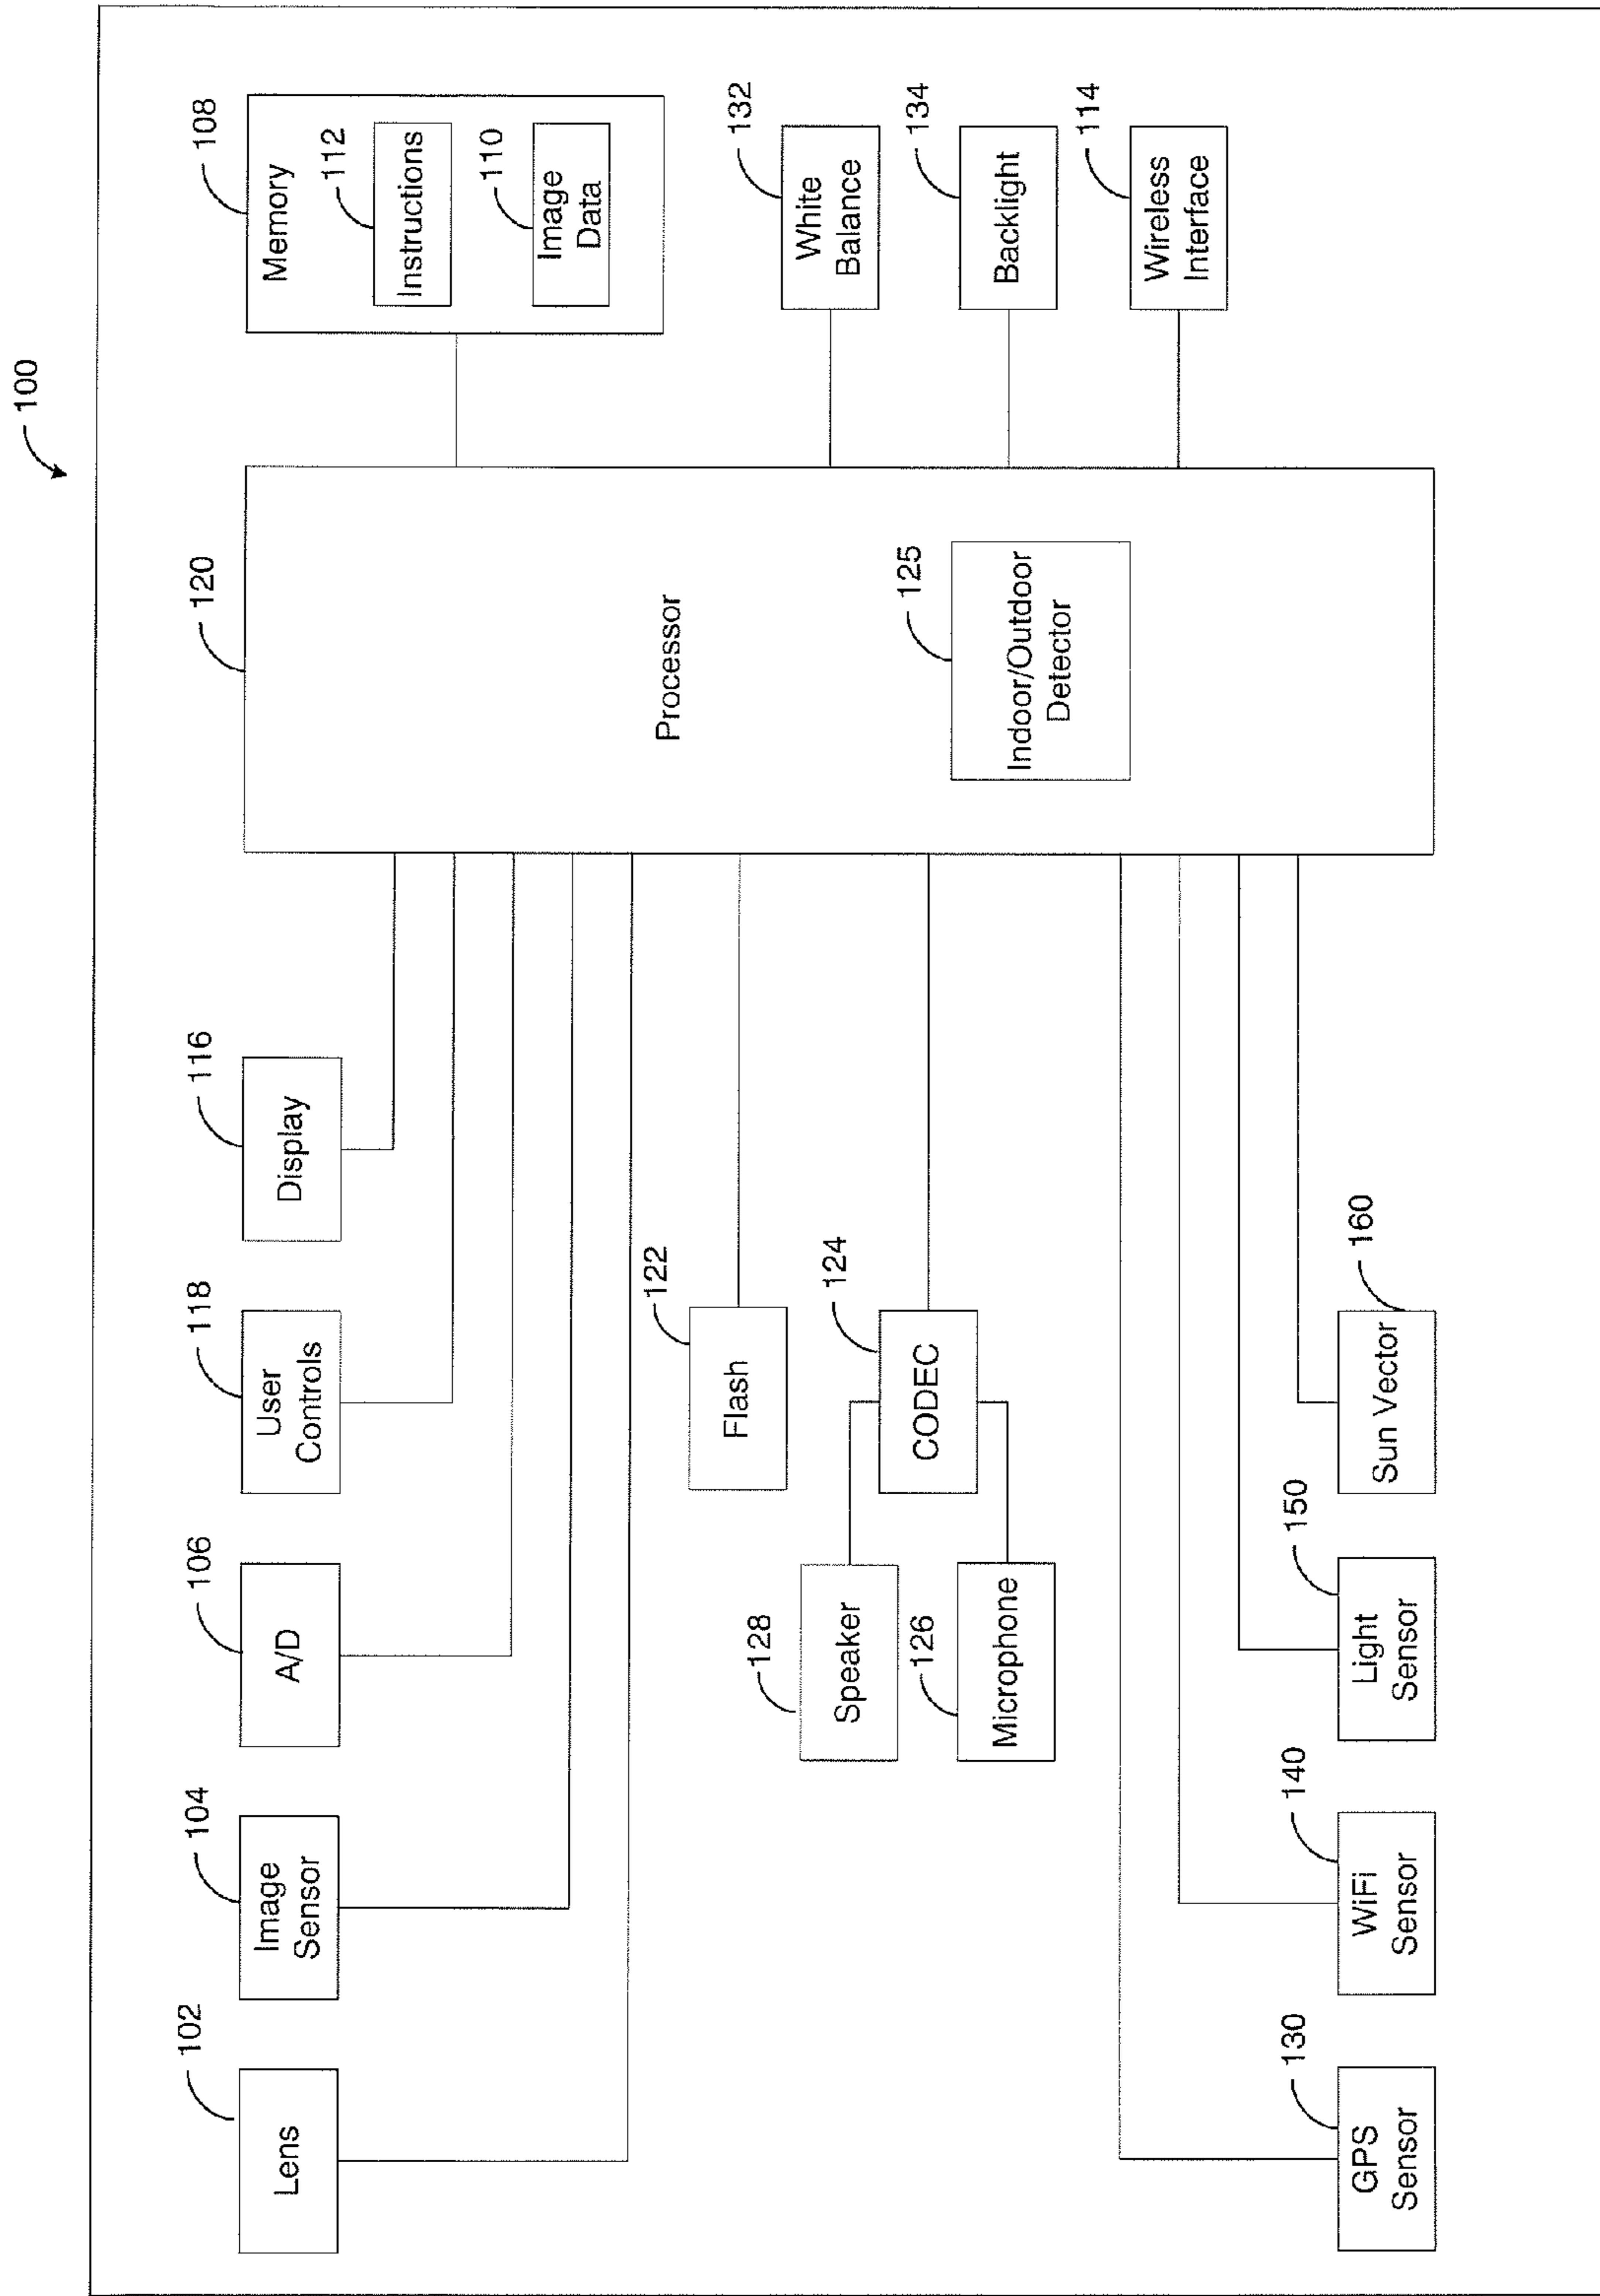 100
102
Lens
104
Image
Sensor
106
A/D
118
User
Controls
116
Display
120
Processor
125
Indoor/Outdoor
Detector
108
Memory
112
Instructions
110
Image
Data
122
Flash
124
CODEC
128
Speaker
126
Microphone
132
White
Balance
134
Backlight
114
Wireless
Interface
130
GPS
Sensor
140
WiFi
Sensor
150
Light
Sensor
160
Sun Vector